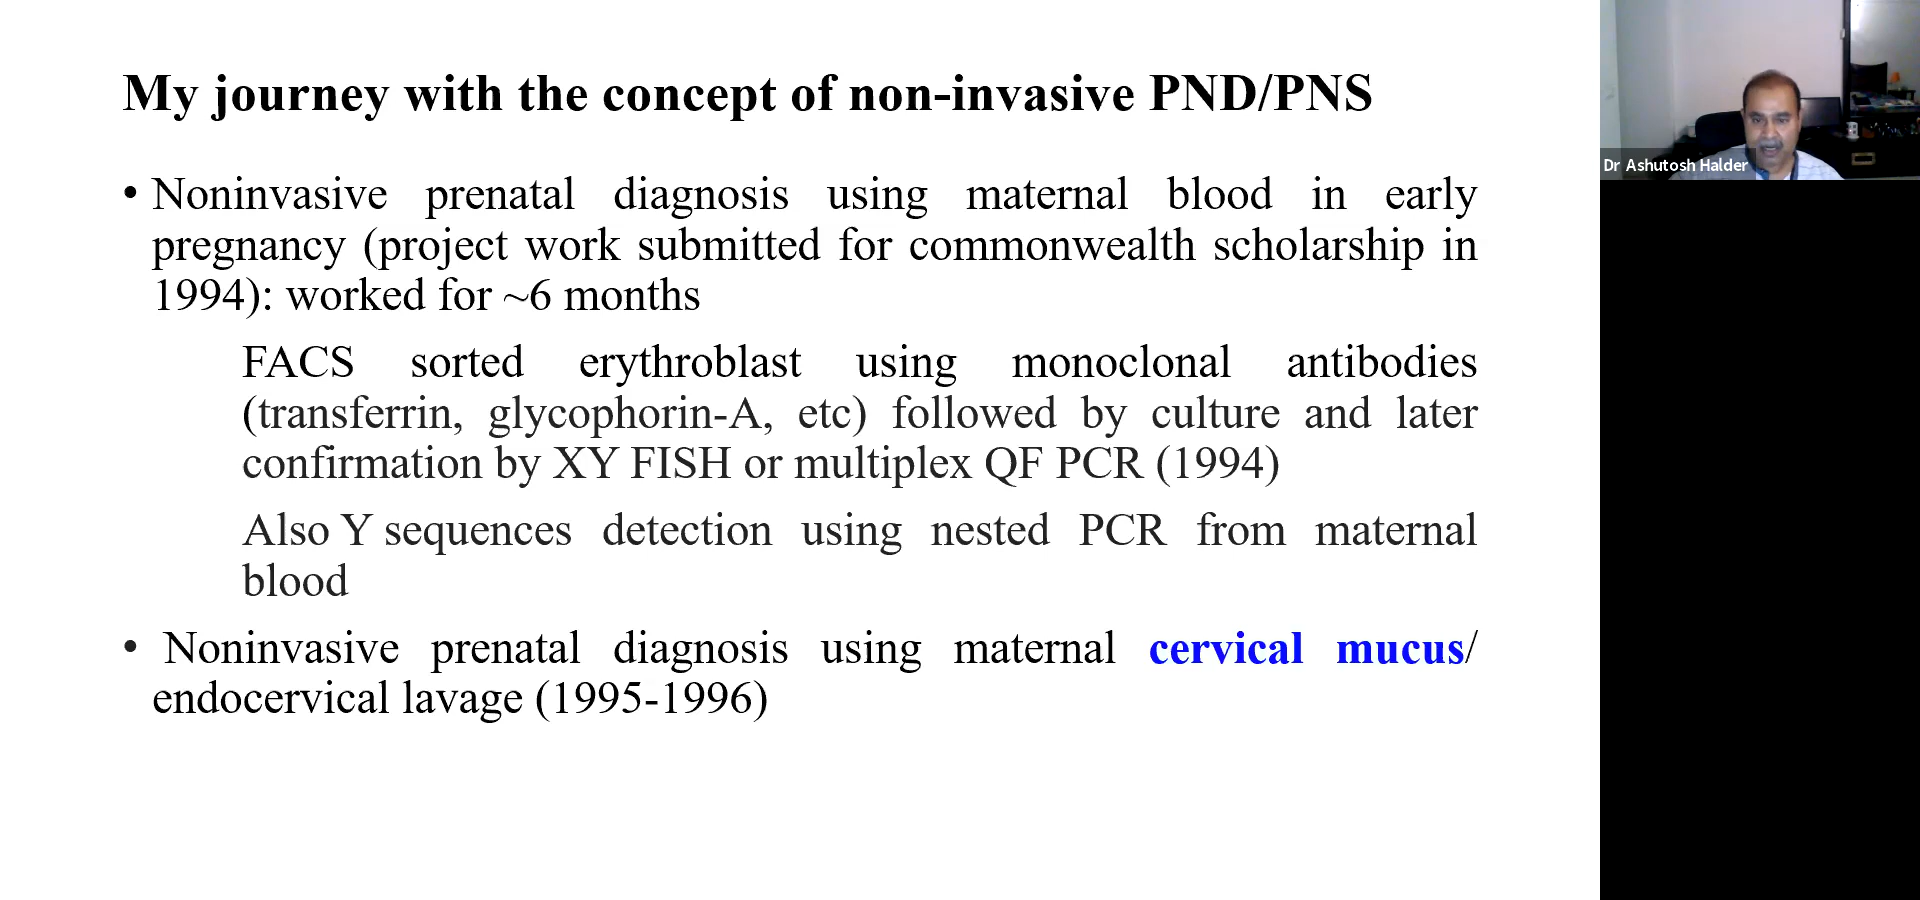 My journey with the concept of non-invasive PND/PNS
• Noninvasive prenatal diagnosis using maternal blood in early
pregnancy (project work submitted for commonwealth scholarship in
1994): worked for ~6 months
FACS sorted erythroblast using monoclonal antibodies
(transferrin, glycophorin-A, etc) followed by culture and later
confirmation by XY FISH or multiplex QF PCR (1994)
Also Y sequences detection using nested PCR from maternal
blood
• Noninvasive prenatal diagnosis using maternal cervical mucus/
endocervical lavage (1995-1996)
Dr Ashutosh Halder